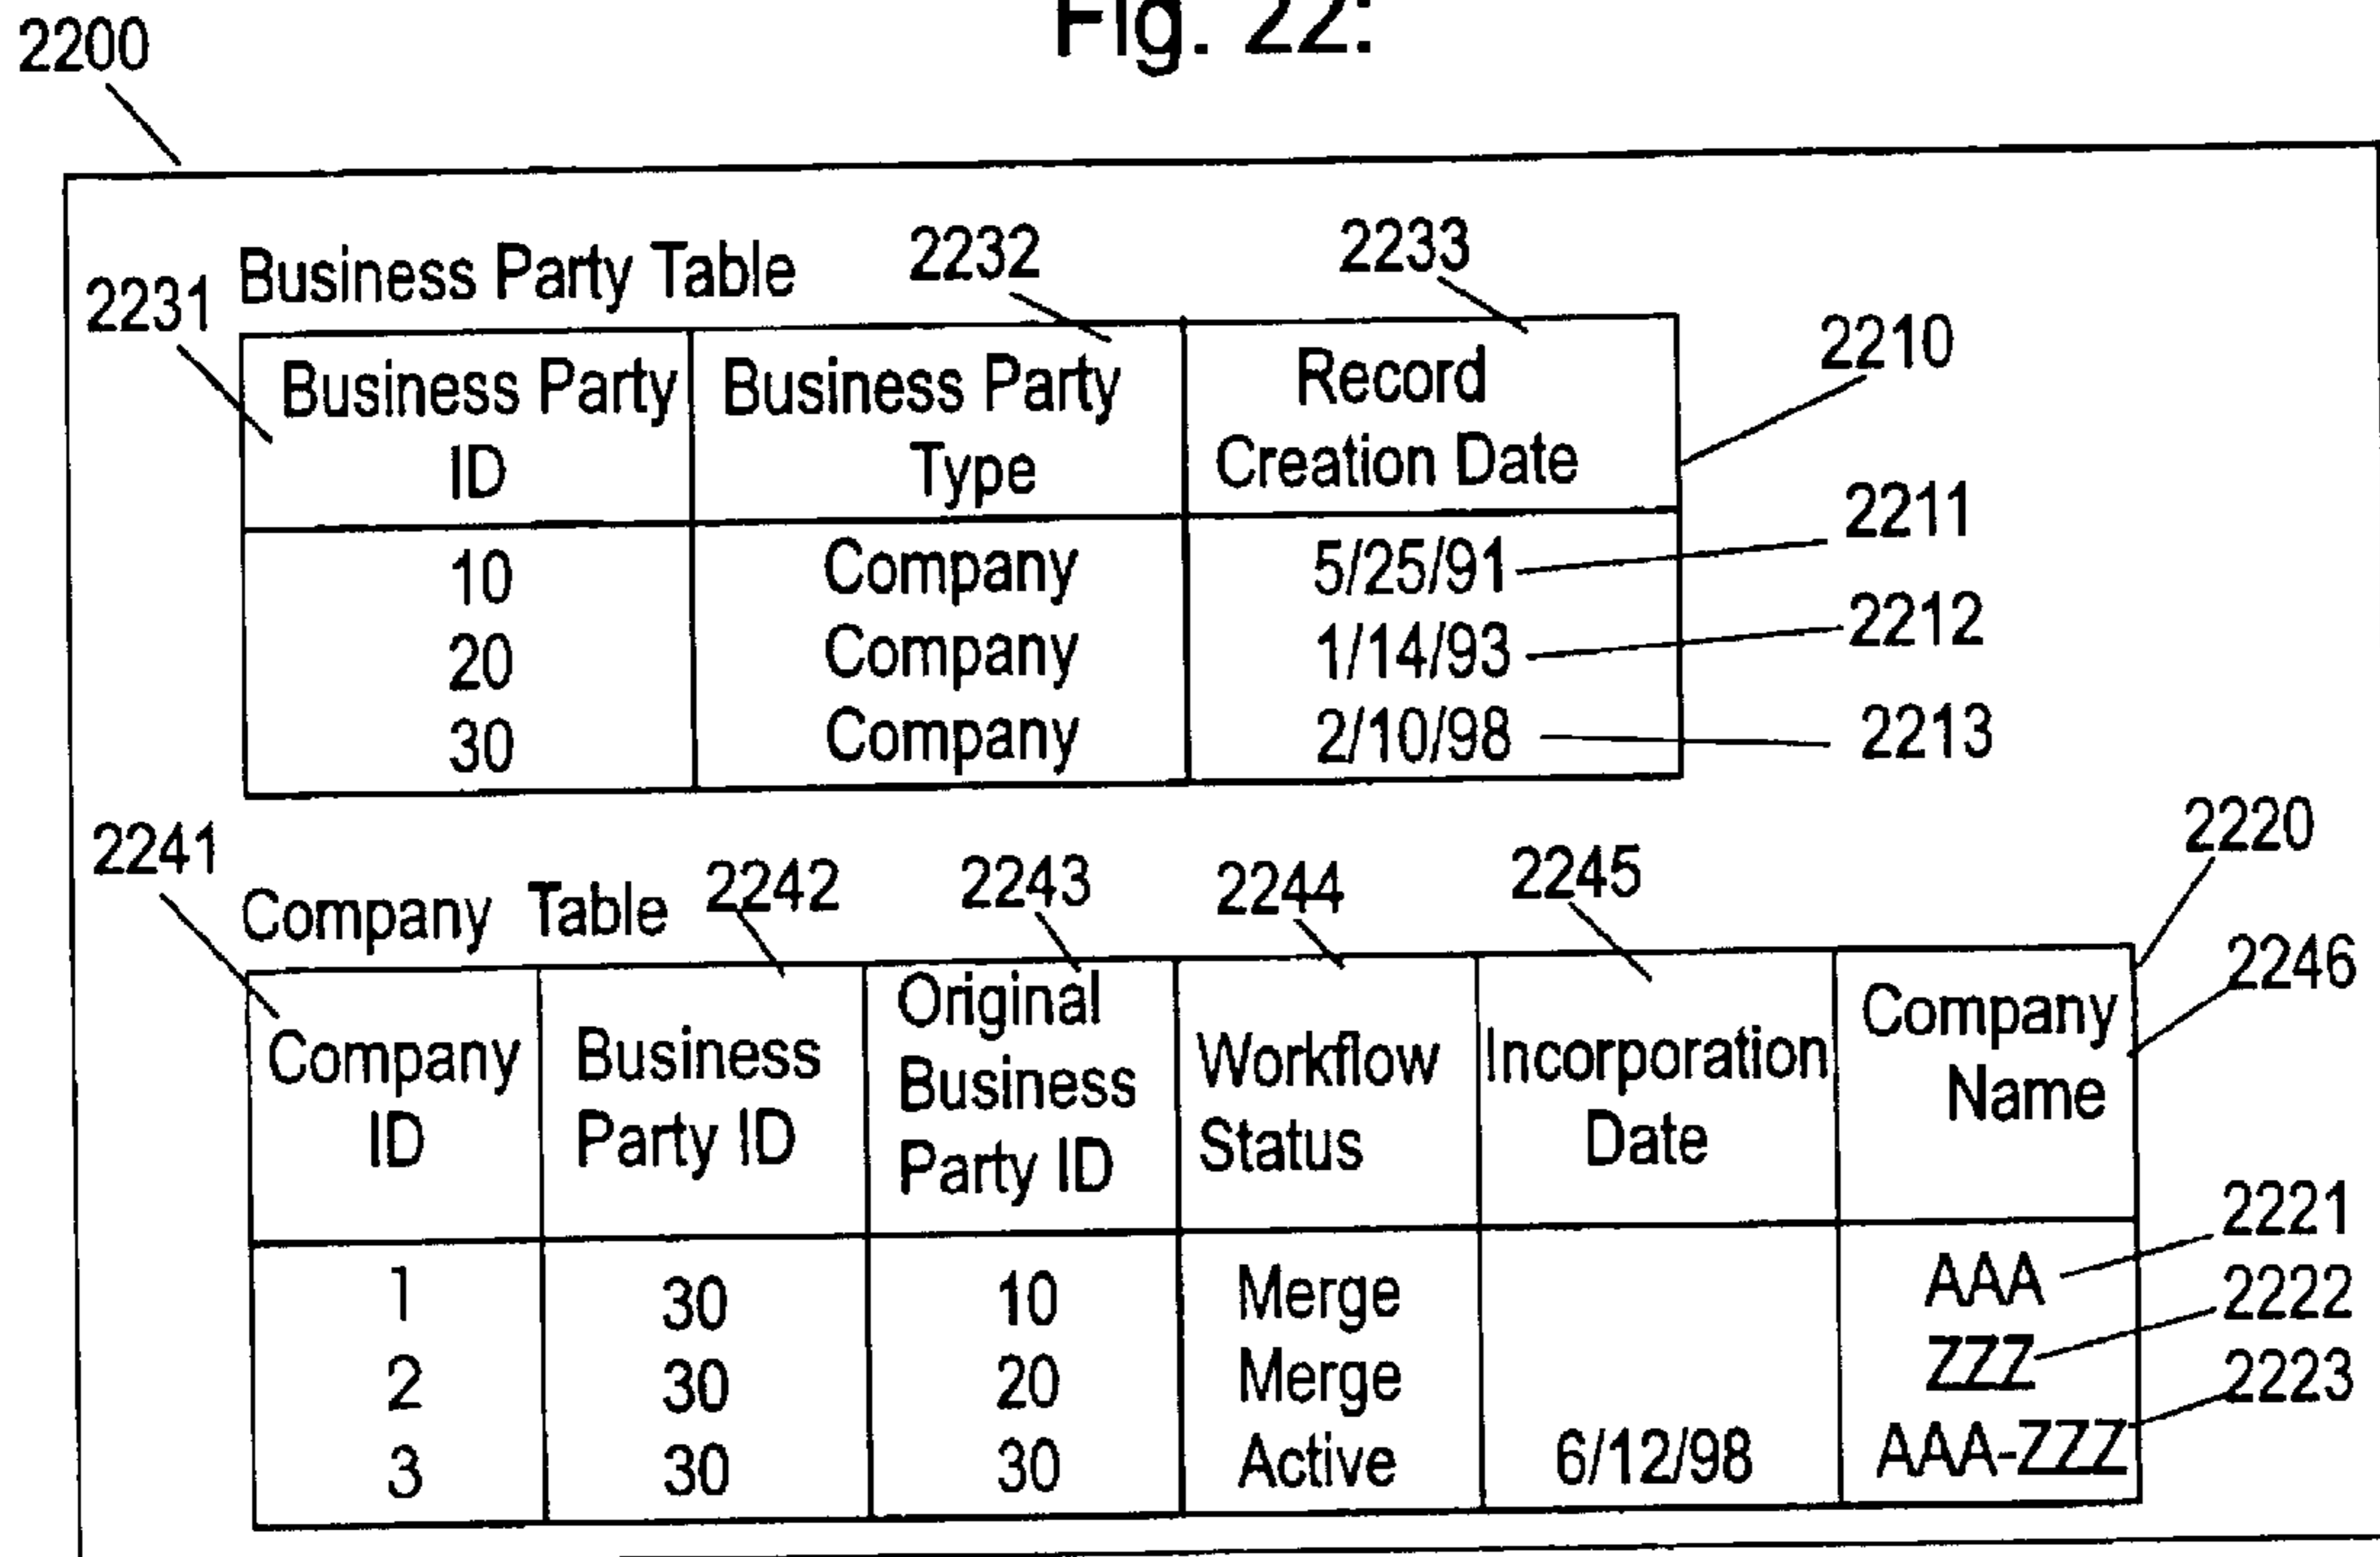 Fig. 22:
2200
Business Party Table 2232 2233
2231
2210
Business Party ID Business Party Type Record Creation Date
10 Company 5/25/91 2211
20 Company 1/14/93 2212
30 Company 2/10/98 2213
2241 Company Table 2242 2243 2244 2245 2220
2246
Company ID Business Party ID Original Business Party ID Workflow Status Incorporation Date Company Name
1 30 10 Merge AAA 2221
2 30 20 Merge ZZZ 2222
3 30 30 Active 6/12/98 AAA-ZZZ 2223